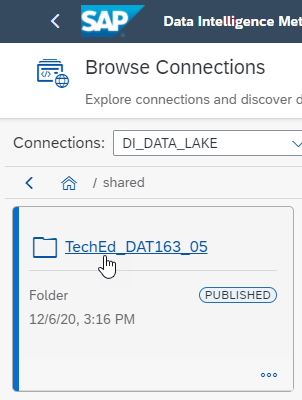 SAP Data Intelligence Met
Browse Connections
Explore connections and discover d
Connections: DI_DATA_LAKE
/ shared
TechEd_DAT163_05
Folder PUBLISHED
12/6/20, 3:16 PM